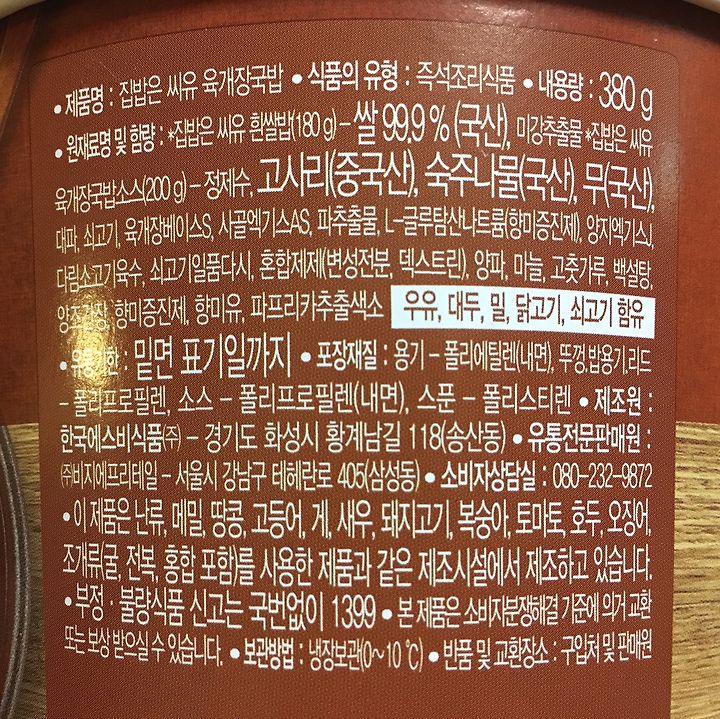 • 제품명 : 집밥은 씨유 육개장국밥 • 식품의 유형 : 즉석조리식품 • 내용량 : 380 g
• 원재료명 및 함량 : *집밥은 씨유 흰쌀밥(180 g) – 쌀 99.9 % (국산), 미강추출물 *집밥은 씨유
육개장국밥소스(200 g) – 정제수, 고사리(중국산), 숙주나물(국산), 무(국산),
대파, 쇠고기, 육개장베이스S, 사골엑기스AS, 파추출물, L-글루탐산나트륨(향미증진제), 양지엑기스J,
다림소고기육수, 쇠고기일품다시, 혼합제제(변성전분, 덱스트린), 양파, 마늘, 고춧가루, 백설탕,
양조간장, 향미증진제, 향미유, 파프리카추출색소 우유, 대두, 밀, 닭고기, 쇠고기 함유
• 유통기한 : 밑면 표기일까지 • 포장재질 : 용기 – 폴리에틸렌(내면), 뚜껑,밥용기,리드
– 폴리프로필렌, 소스 – 폴리프로필렌(내면), 스푼 – 폴리스티렌 • 제조원 :
한국에스비식품㈜ – 경기도 화성시 황계남길 118(송산동) • 유통전문판매원 :
㈜비지에프리테일 – 서울시 강남구 테헤란로 405(삼성동) • 소비자상담실 : 080-232-9872
• 이 제품은 난류, 메밀, 땅콩, 고등어, 게, 새우, 돼지고기, 복숭아, 토마토, 호두, 오징어,
조개류(굴, 전복, 홍합 포함)를 사용한 제품과 같은 제조시설에서 제조하고 있습니다.
• 부정 · 불량식품 신고는 국번없이 1399 • 본 제품은 소비자분쟁해결 기준에 의거 교환
또는 보상 받으실 수 있습니다. • 보관방법 : 냉장보관(0~10 ℃) • 반품 및 교환장소 : 구입처 및 판매원